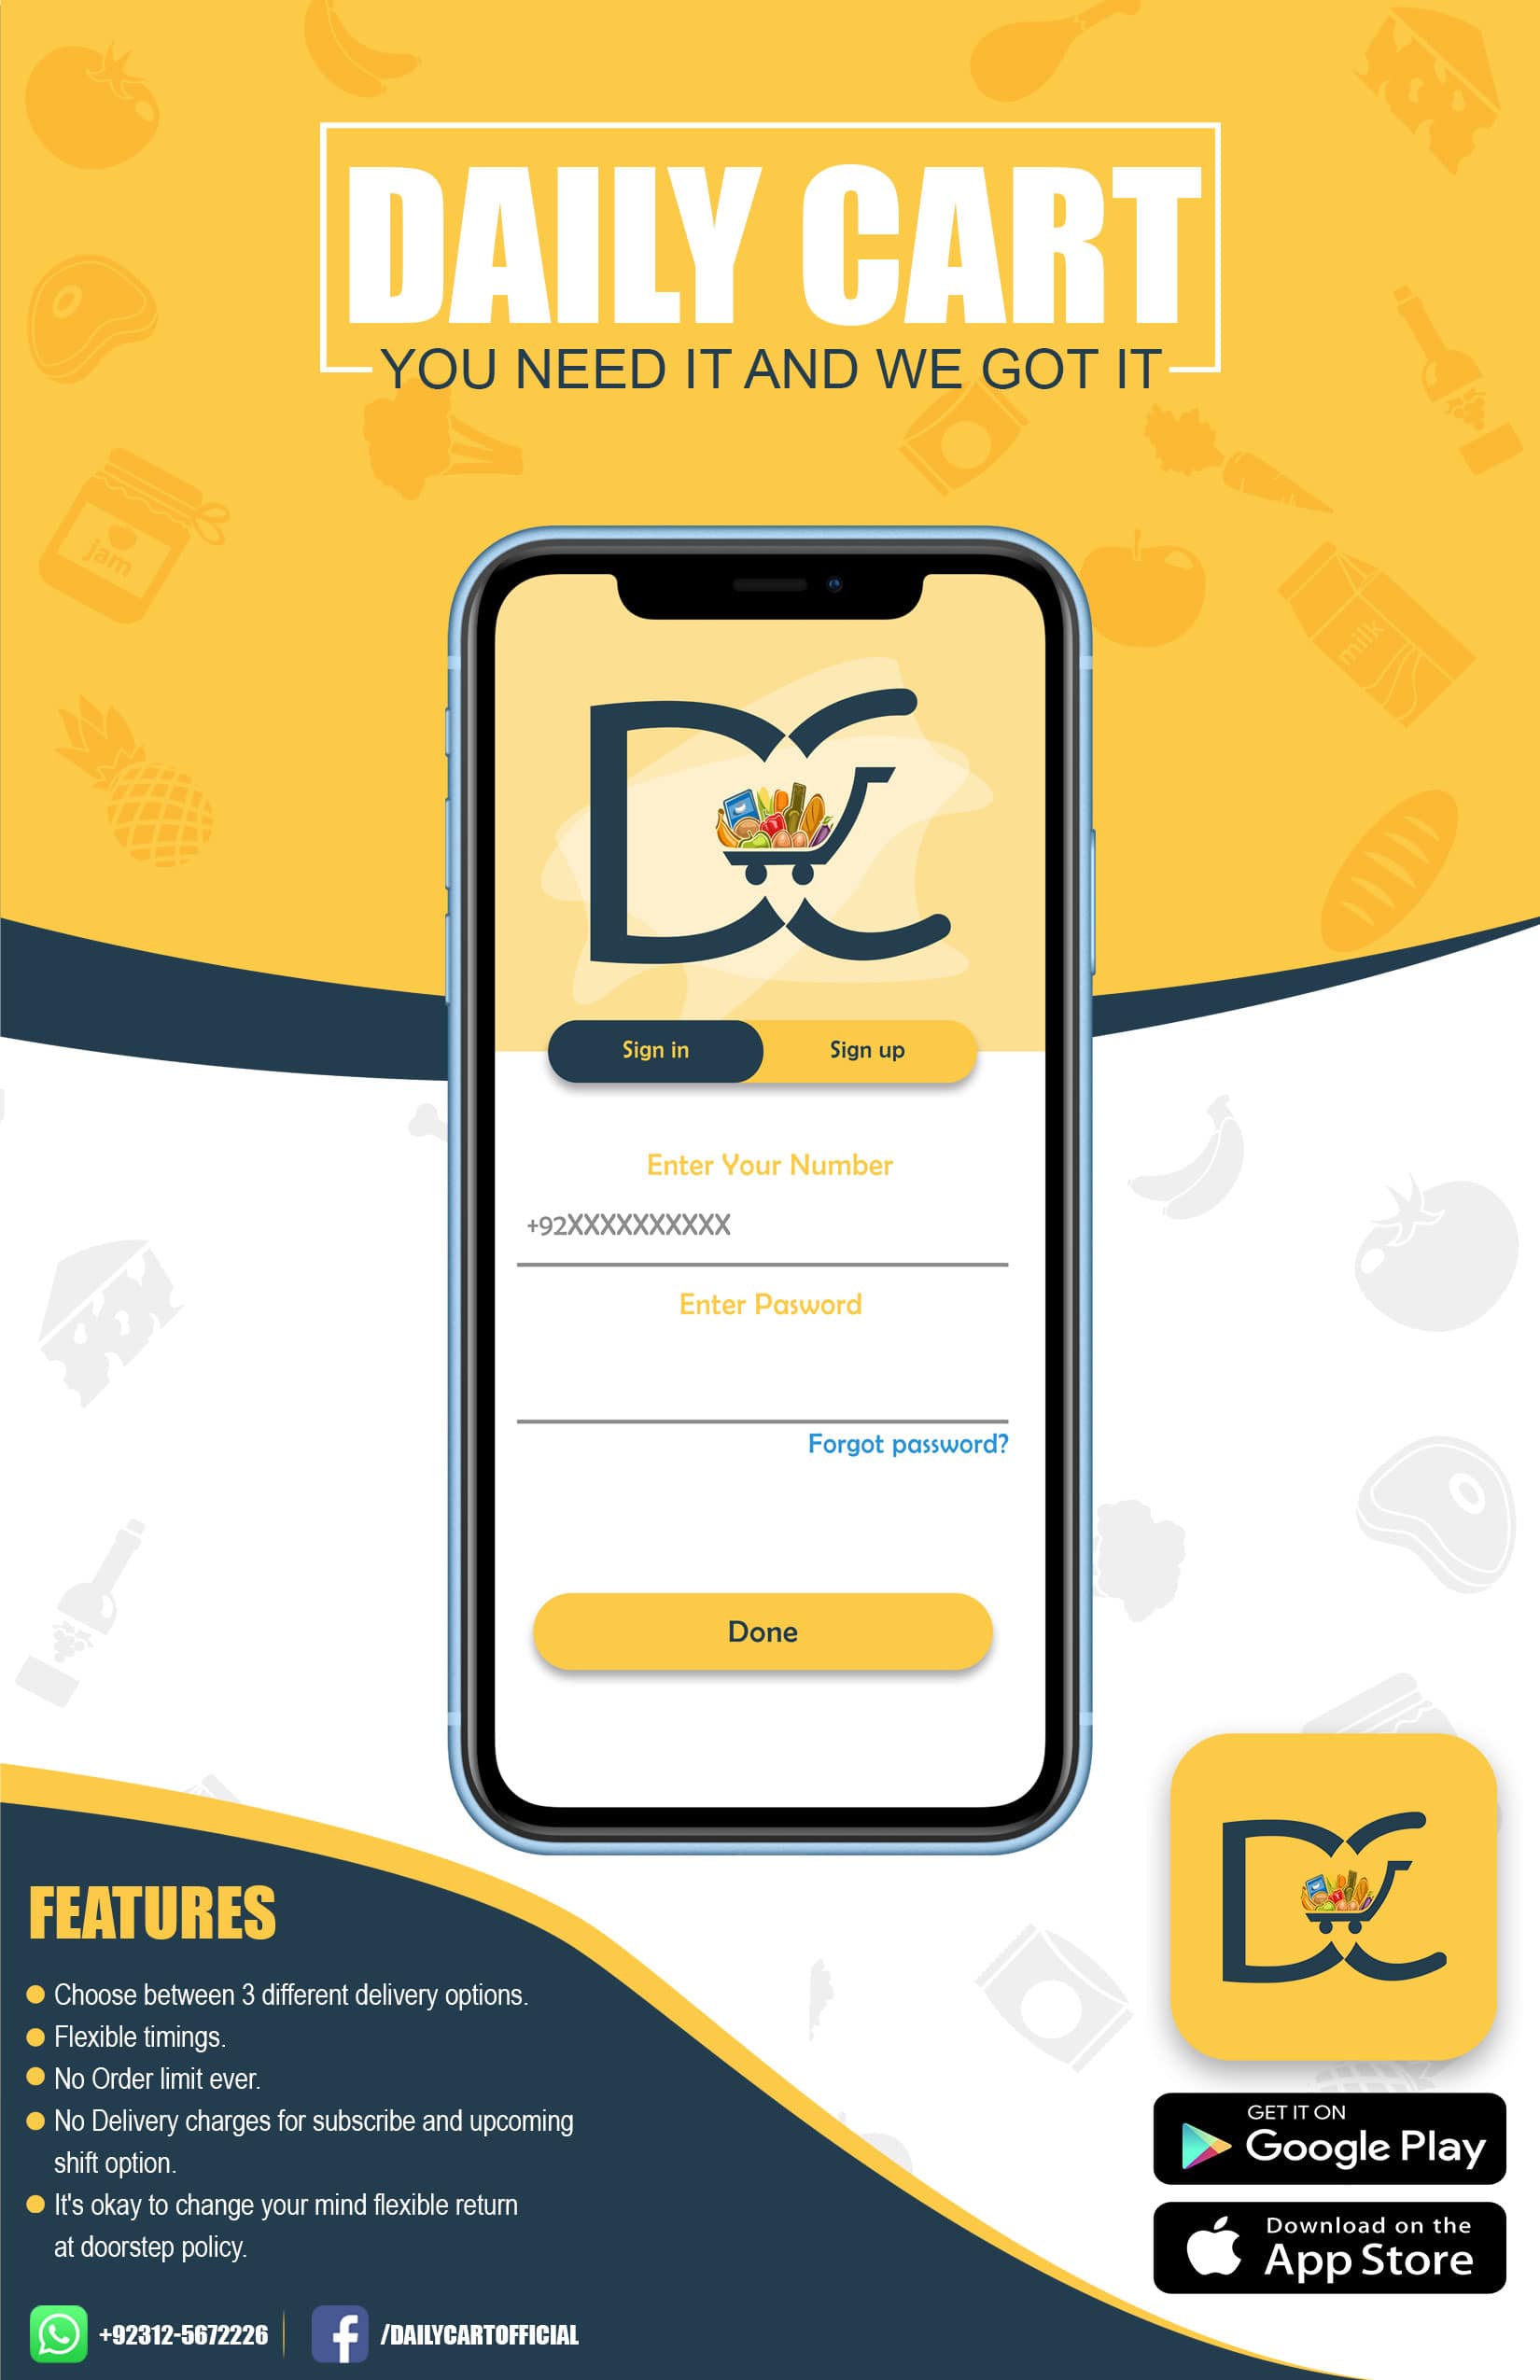 DAILY CART
YOU NEED IT AND WE GOT IT
jam
milk
DC
Sign in
Sign up
Enter Your Number
+92XXXXXXXXXX
Enter Pasword
Forgot password?
Done
DC
FEATURES
Choose between 3 different delivery options.
Flexible timings.
No Order limit ever.
No Delivery charges for subscribe and upcoming
shift option.
It's okay to change your mind flexible return
at doorstep policy.
GET IT ON
Google Play
Download on the
App Store
+92312-5672226
/DAILYCARTOFFICIAL